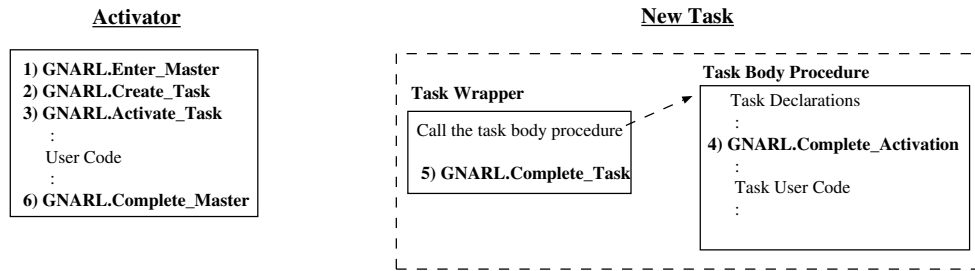 Activator
1) GNARL.Enter_Master
2) GNARL.Create_Task
3) GNARL.Activate_Task
:
User Code
:
6) GNARL.Complete_Master
New Task
Task Wrapper
Call the task body procedure
5) GNARL.Complete_Task
Task Body Procedure
Task Declarations
:
4) GNARL.Complete_Activation
:
Task User Code
: